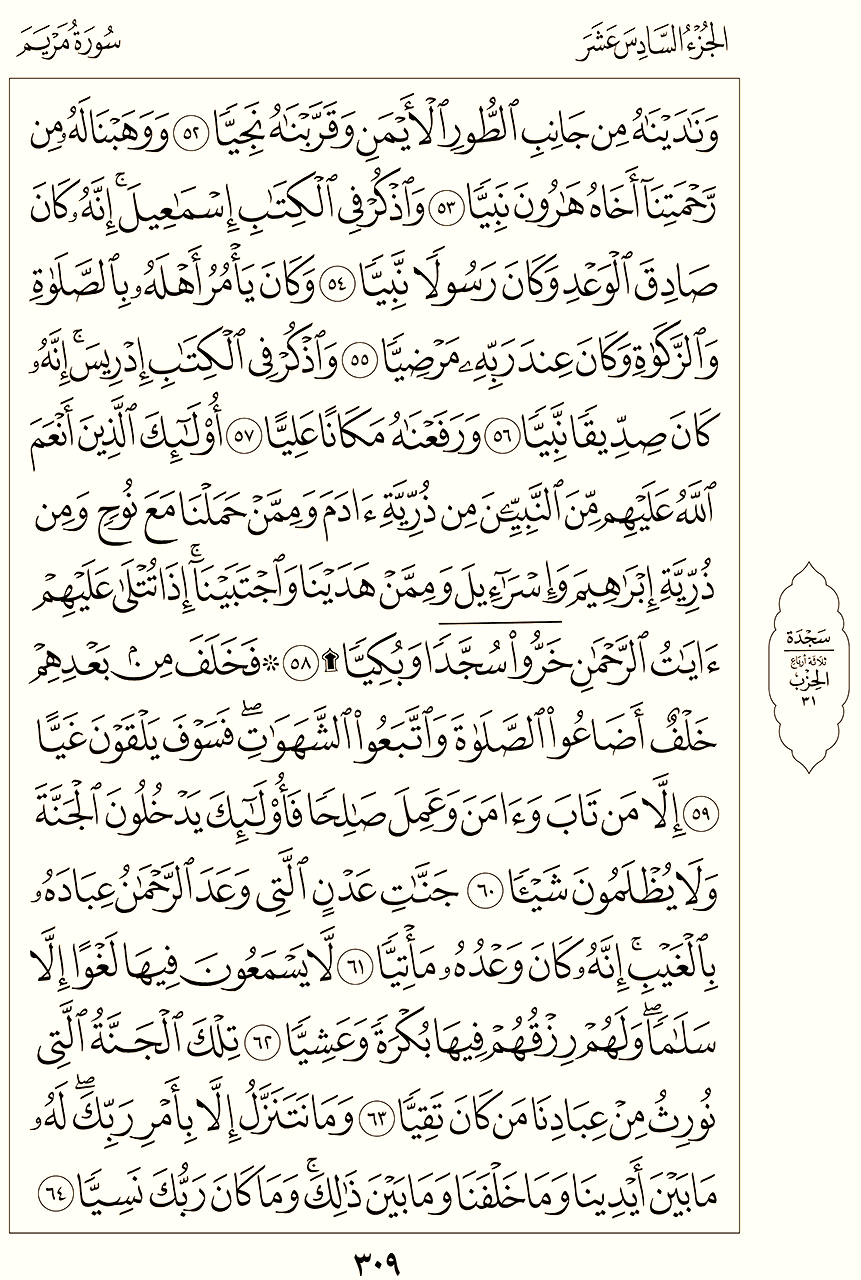 الجُزْءُ السَّادِسَ عَشَرَ
سُورَةُ مَرْيَمَ
وَنَٰدَيْنَٰهُ مِن جَانِبِ ٱلطُّورِ ٱلْأَيْمَنِ وَقَرَّبْنَٰهُ نَجِيًّا ٥٢ وَوَهَبْنَا لَهُۥ مِن
رَّحْمَتِنَآ أَخَاهُ هَٰرُونَ نَبِيًّا ٥٣ وَٱذْكُرْ فِى ٱلْكِتَٰبِ إِسْمَٰعِيلَ ۚ إِنَّهُۥ كَانَ
صَادِقَ ٱلْوَعْدِ وَكَانَ رَسُولًا نَّبِيًّا ٥٤ وَكَانَ يَأْمُرُ أَهْلَهُۥ بِٱلصَّلَوٰةِ
وَٱلزَّكَوٰةِ وَكَانَ عِندَ رَبِّهِۦ مَرْضِيًّا ٥٥ وَٱذْكُرْ فِى ٱلْكِتَٰبِ إِدْرِيسَ ۚ إِنَّهُۥ
كَانَ صِدِّيقًا نَّبِيًّا ٥٦ وَرَفَعْنَٰهُ مَكَانًا عَلِيًّا ٥٧ أُو۟لَٰٓئِكَ ٱلَّذِينَ أَنْعَمَ
ٱللَّهُ عَلَيْهِم مِّنَ ٱلنَّبِيِّۦنَ مِن ذُرِّيَّةِ ءَادَمَ وَمِمَّنْ حَمَلْنَا مَعَ نُوحٍ وَمِن
ذُرِّيَّةِ إِبْرَٰهِيمَ وَإِسْرَٰٓءِيلَ وَمِمَّنْ هَدَيْنَا وَٱجْتَبَيْنَآ ۚ إِذَا تُتْلَىٰ عَلَيْهِمْ
ءَايَٰتُ ٱلرَّحْمَٰنِ خَرُّوا۟ سُجَّدًا وَبُكِيًّا ۩ ٥٨ ۞ فَخَلَفَ مِنۢ بَعْدِهِمْ
خَلْفٌ أَضَاعُوا۟ ٱلصَّلَوٰةَ وَٱتَّبَعُوا۟ ٱلشَّهَوَٰتِ ۖ فَسَوْفَ يَلْقَوْنَ غَيًّا
٥٩ إِلَّا مَن تَابَ وَءَامَنَ وَعَمِلَ صَٰلِحًا فَأُو۟لَٰٓئِكَ يَدْخُلُونَ ٱلْجَنَّةَ
وَلَا يُظْلَمُونَ شَيْـًٔا ٦٠ جَنَّٰتِ عَدْنٍ ٱلَّتِى وَعَدَ ٱلرَّحْمَٰنُ عِبَادَهُۥ
بِٱلْغَيْبِ ۚ إِنَّهُۥ كَانَ وَعْدُهُۥ مَأْتِيًّا ٦١ لَّا يَسْمَعُونَ فِيهَا لَغْوًا إِلَّا
سَلَٰمًا ۖ وَلَهُمْ رِزْقُهُمْ فِيهَا بُكْرَةً وَعَشِيًّا ٦٢ تِلْكَ ٱلْجَنَّةُ ٱلَّتِى
نُورِثُ مِنْ عِبَادِنَا مَن كَانَ تَقِيًّا ٦٣ وَمَا نَتَنَزَّلُ إِلَّا بِأَمْرِ رَبِّكَ ۖ لَهُۥ
مَا بَيْنَ أَيْدِينَا وَمَا خَلْفَنَا وَمَا بَيْنَ ذَٰلِكَ ۚ وَمَا كَانَ رَبُّكَ نَسِيًّا ٦٤
سَجْدَة
ثلاثة أرباع
الحِزْب
٣١
٣٠٩